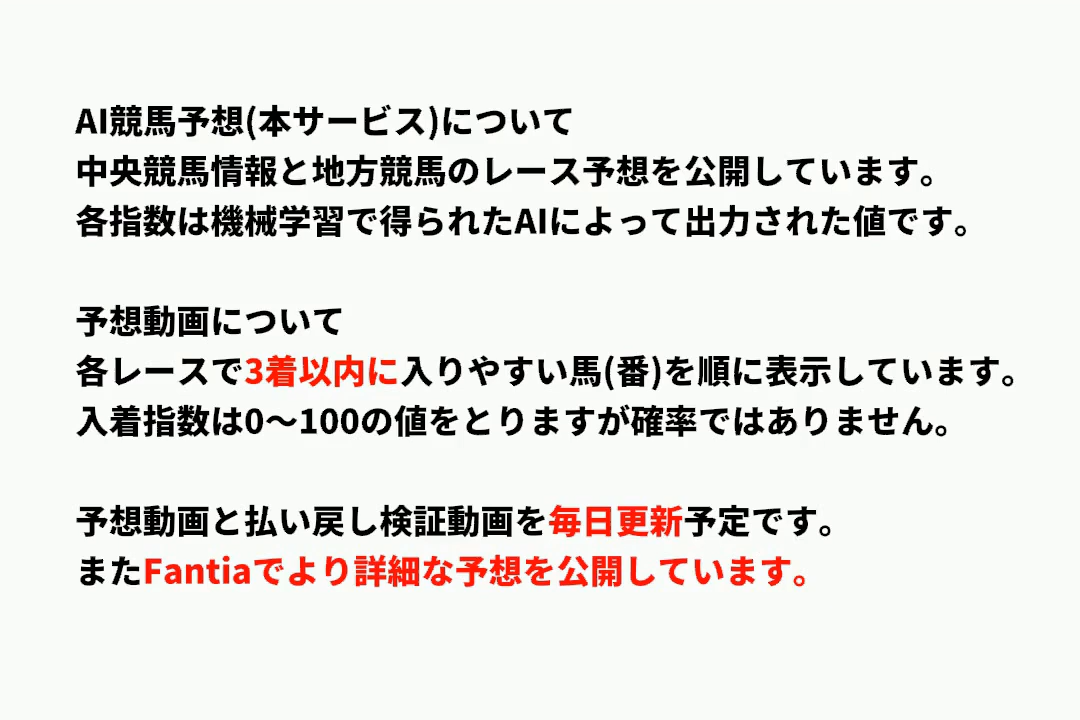 AI競馬予想(本サービス)について
中央競馬情報と地方競馬のレース予想を公開しています。
各指数は機械学習で得られたAIによって出力された値です。
予想動画について
各レースで3着以内に入りやすい馬(番)を順に表示しています。
入着指数は0〜100の値をとりますが確率ではありません。
予想動画と払い戻し検証動画を毎日更新予定です。
またFantiaでより詳細な予想を公開しています。